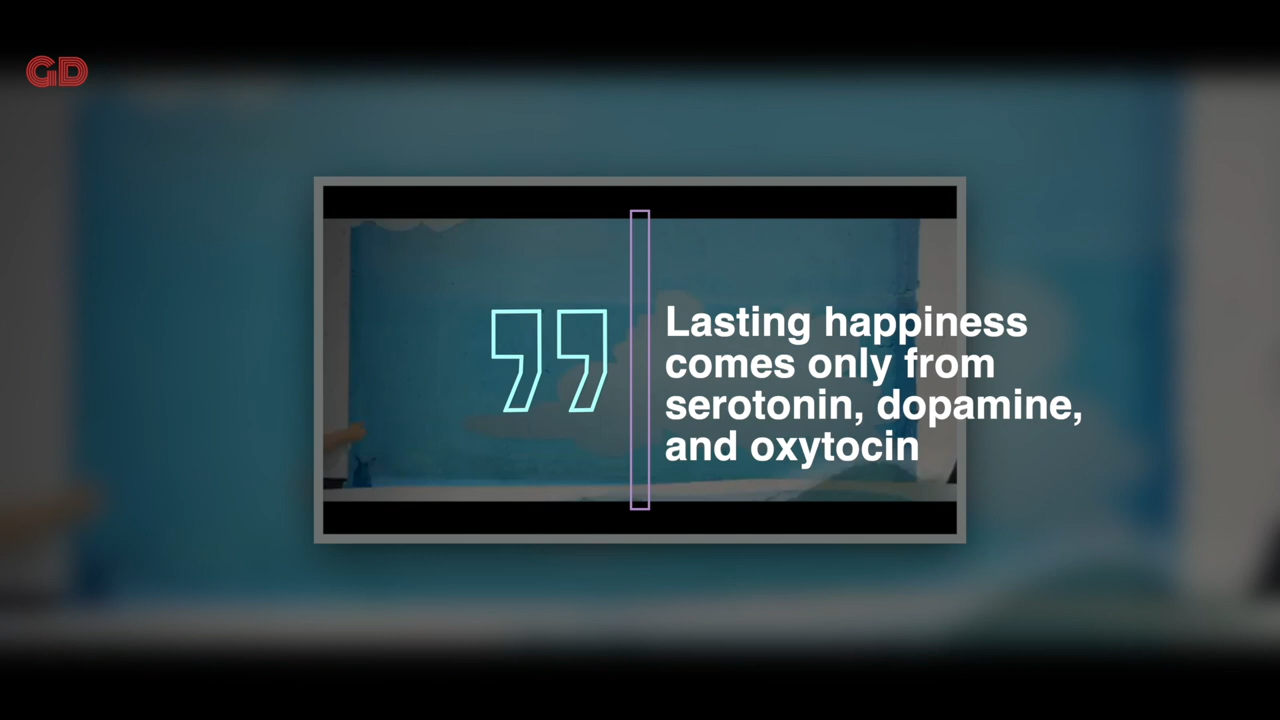 GD
”
Lasting happiness
comes only from
serotonin, dopamine,
and oxytocin